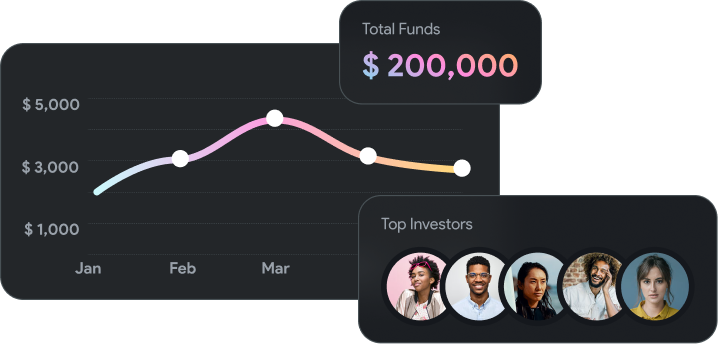 Total Funds
$ 200,000
$ 5,000
$ 3,000
$ 1,000
Jan
Feb
Mar
Top Investors